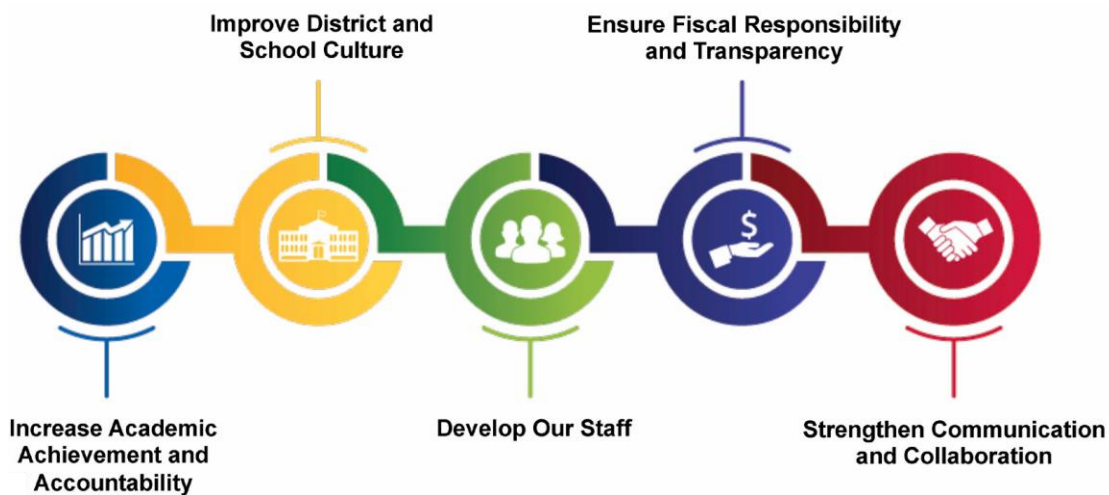 Improve District and
School Culture
Ensure Fiscal Responsibility
and Transparency
$
Increase Academic
Achievement and
Accountability
Develop Our Staff
Strengthen Communication
and Collaboration